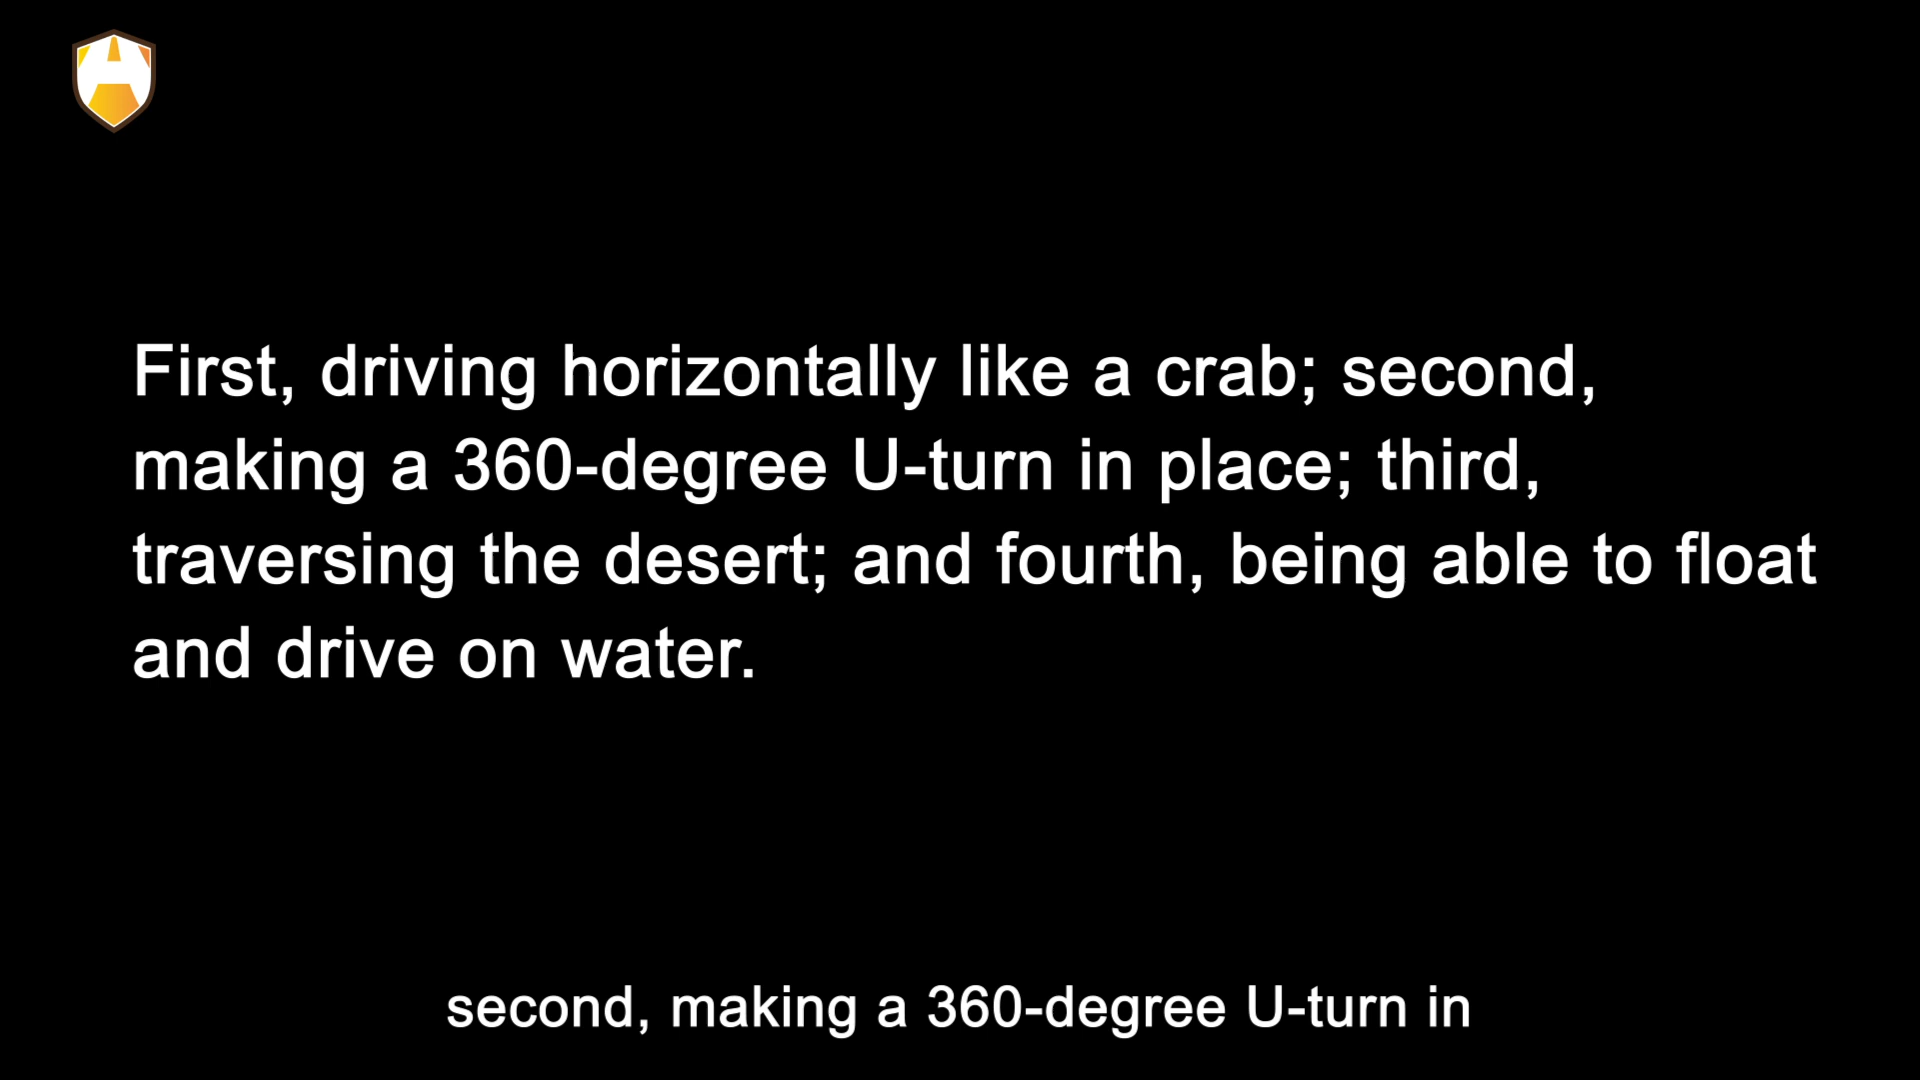 First, driving horizontally like a crab; second,
making a 360-degree U-turn in place; third,
traversing the desert; and fourth, being able to float
and drive on water.
second, making a 360-degree U-turn in